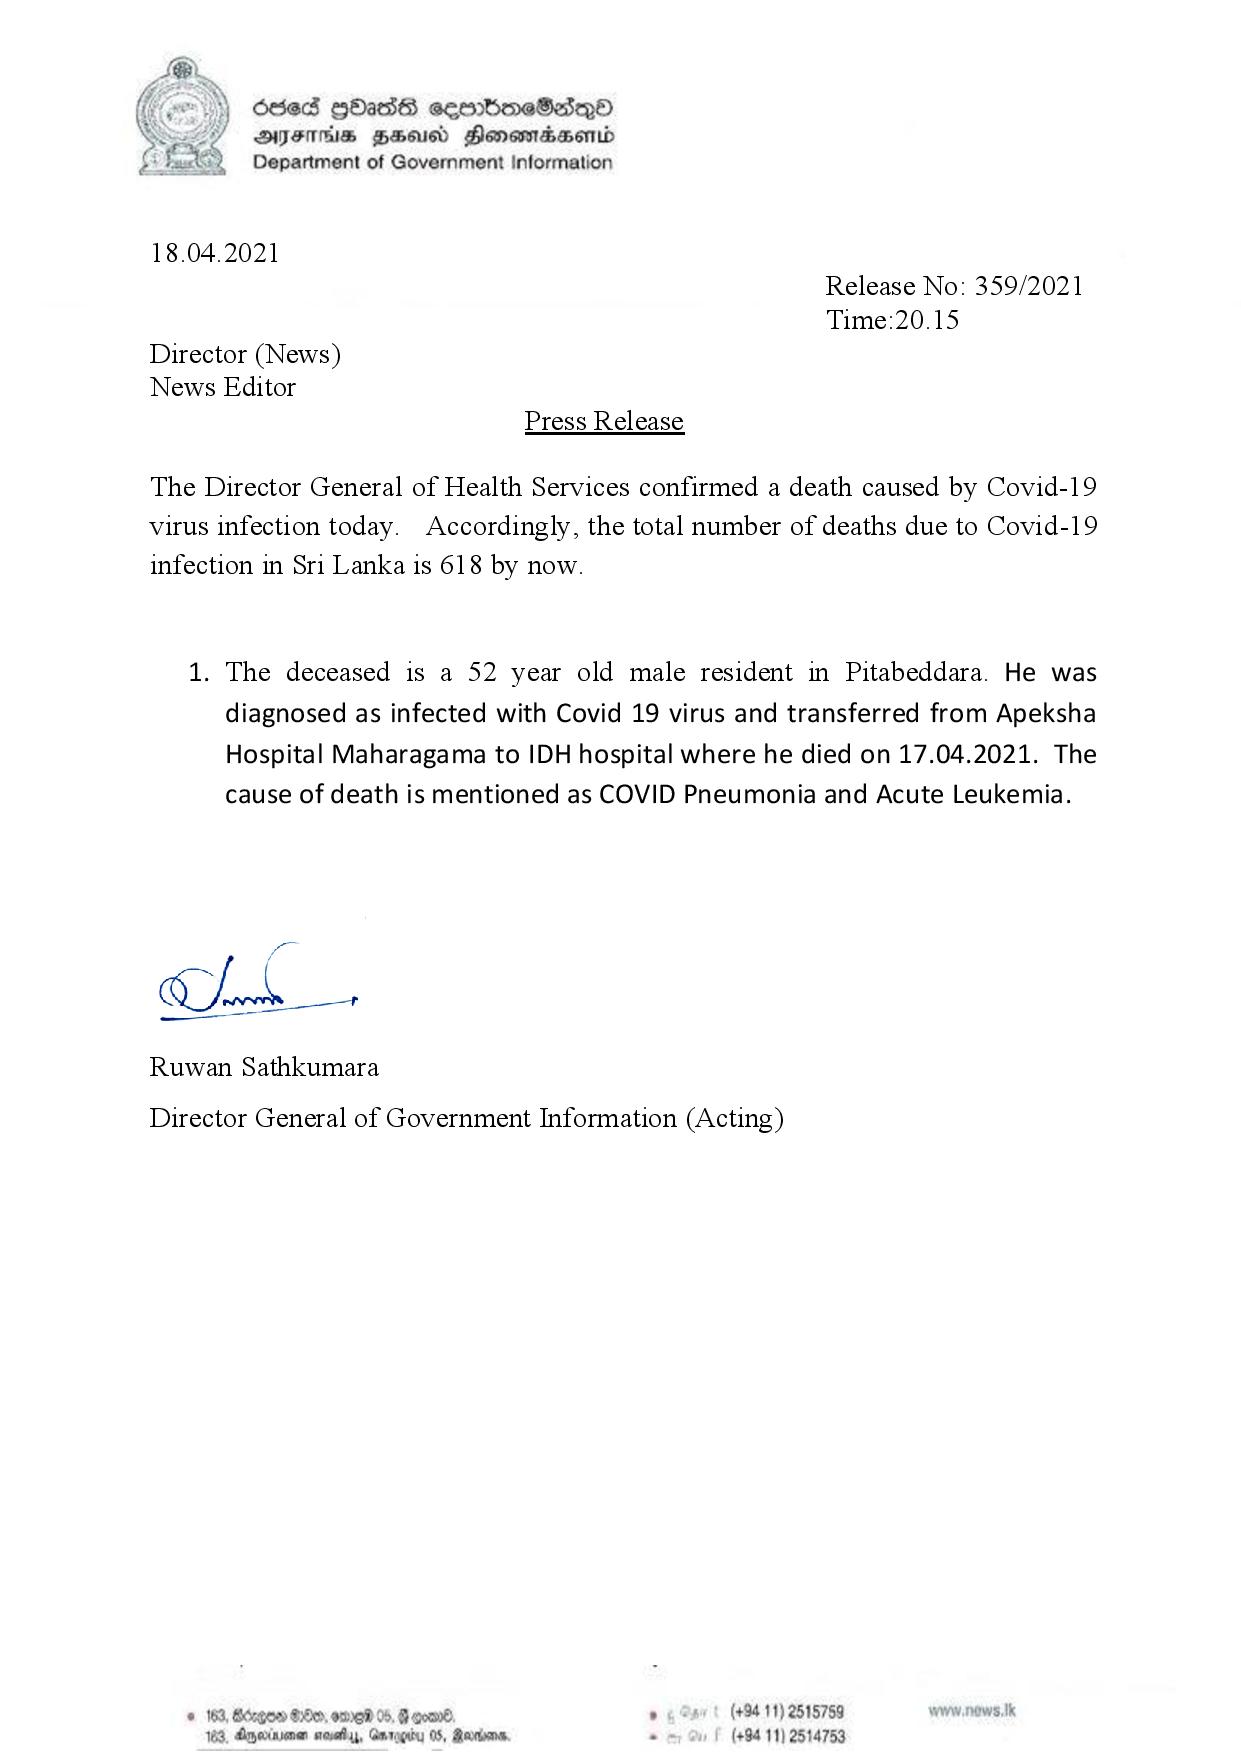 රජයේ ප්‍රවෘත්ති දෙපාර්තමේන්තුව
அரசாங்க தகவல் திணைக்களம்
Department of Government Information
18.04.2021
Release No: 359/2021
Time:20.15
Director (News)
News Editor
Press Release
The Director General of Health Services confirmed a death caused by Covid-19
virus infection today. Accordingly, the total number of deaths due to Covid-19
infection in Sri Lanka is 618 by now.
1. The deceased is a 52 year old male resident in Pitabeddara. He was
diagnosed as infected with Covid 19 virus and transferred from Apeksha
Hospital Maharagama to IDH hospital where he died on 17.04.2021. The
cause of death is mentioned as COVID Pneumonia and Acute Leukemia.
Ruwan Sathkumara
Director General of Government Information (Acting)
163, කිරුලපන මාවත, කොළඹ 05, ශ්‍රී ලංකාව.
163, கிருலப்பனை எவனியூ, கொழும்பு 05, இலங்கை.
(+94 11) 2515759
(+94 11) 2514753
www.news.lk